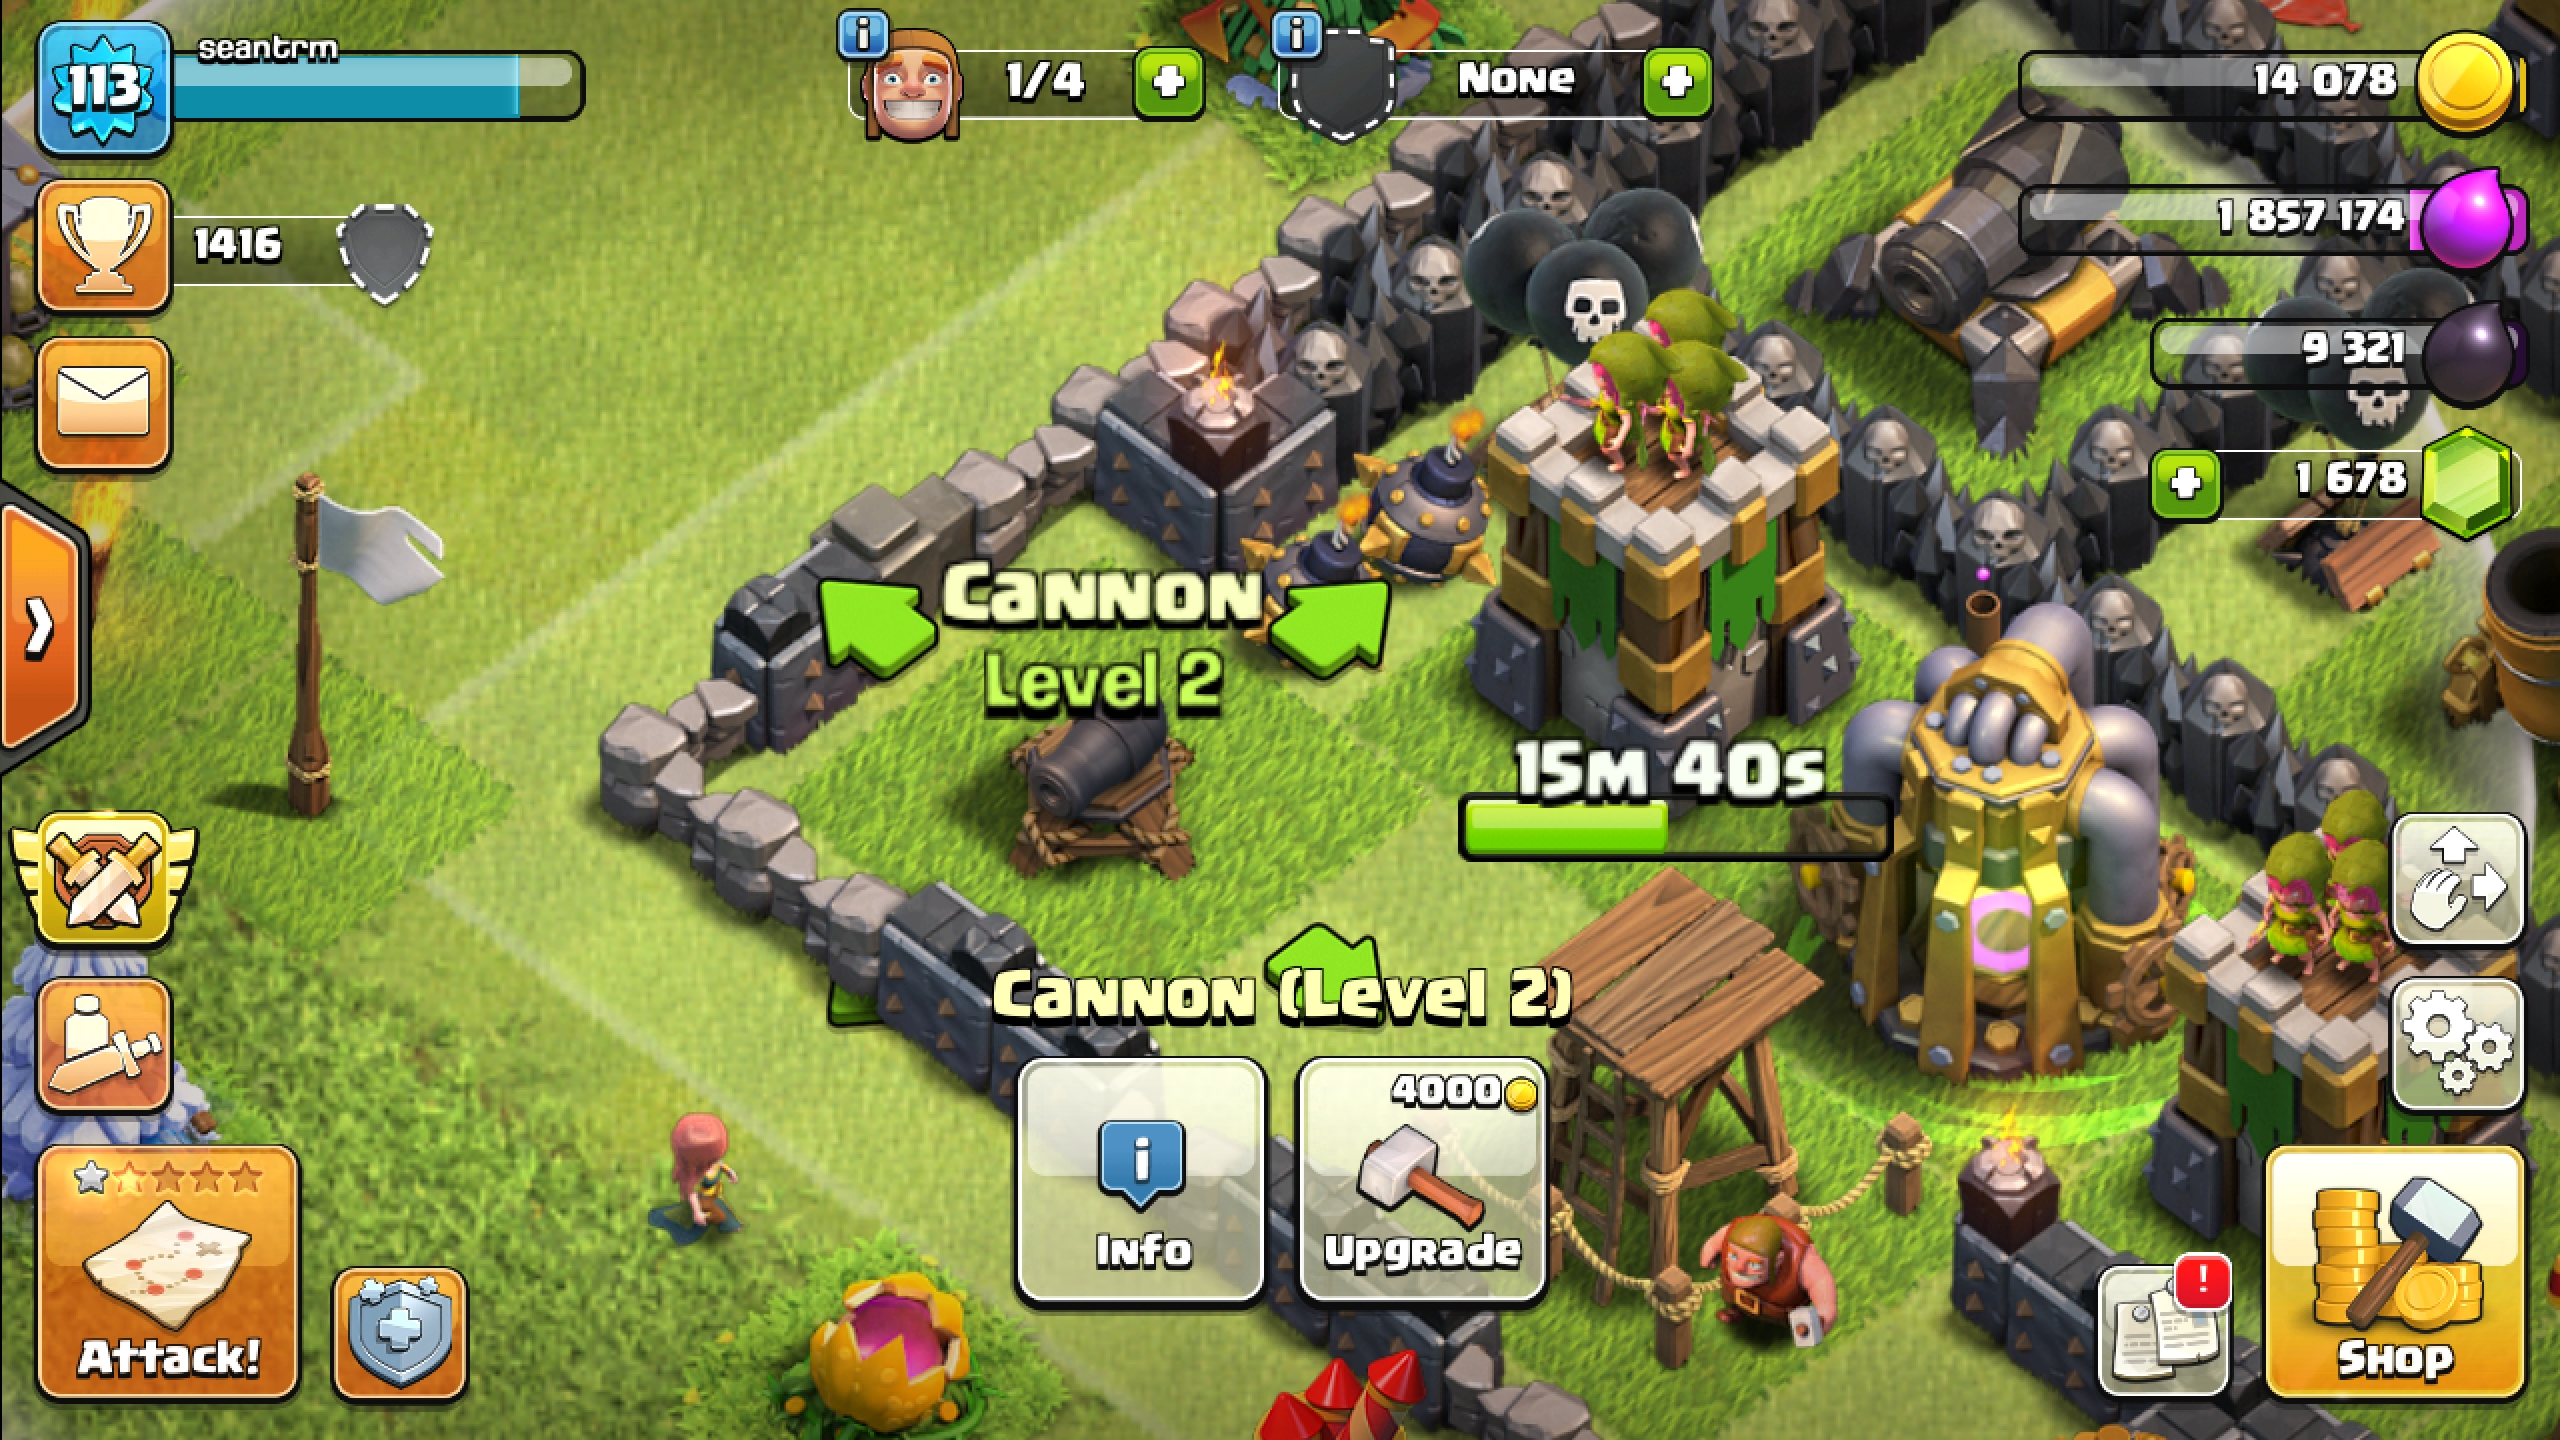 113
seantrm
1/4
None
14 078
1416
1 857 174
9 321
1 678
Cannon
Level 2
15m 40s
Cannon (Level 2)
4000
Info
Upgrade
Attack!
!
Shop